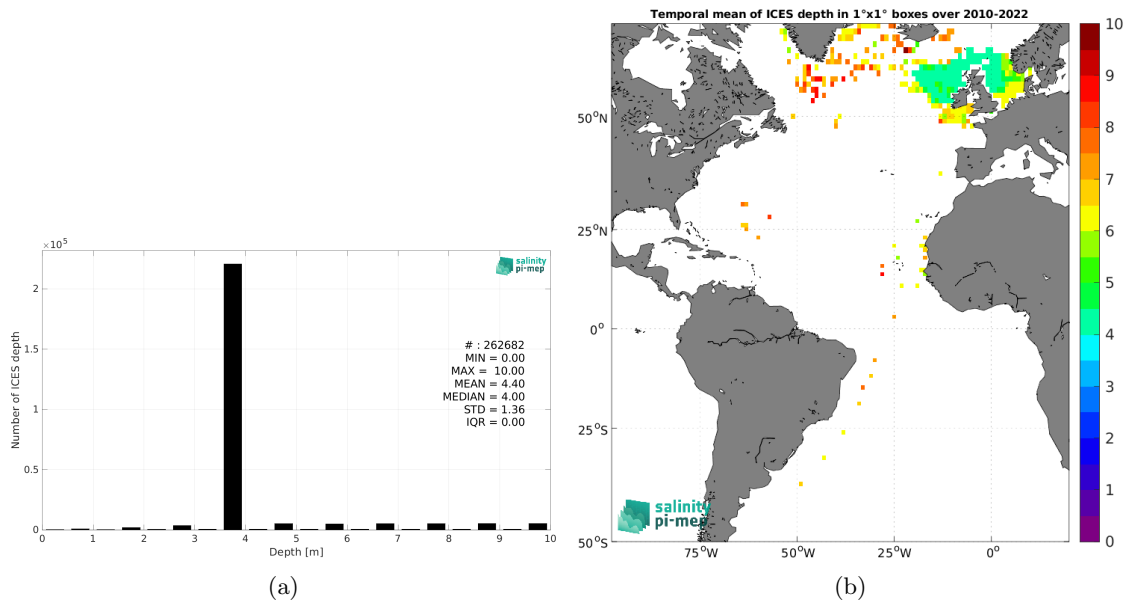 ×10⁵
2
1.5
1
0.5
0
Number of ICES depth
salinity
pi-mep
# : 262682
MIN = 0.00
MAX = 10.00
MEAN = 4.40
MEDIAN = 4.00
STD = 1.36
IQR = 0.00
0 1 2 3 4 5 6 7 8 9 10
Depth [m]
(a)
Temporal mean of ICES depth in 1°x1° boxes over 2010-2022
50°N
25°N
0°
25°S
50°S
75°W 50°W 25°W 0°
salinity
pi-mep
10
9
8
7
6
5
4
3
2
1
0
(b)